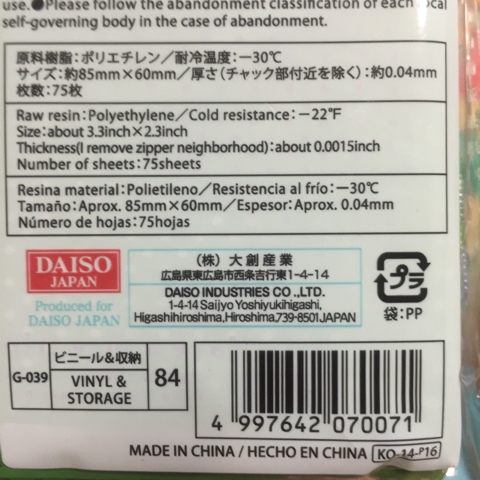 use.●Please follow the abandonment classification of each local
self-governing body in the case of abandonment.
原料樹脂:ポリエチレン/耐冷温度:−30℃
サイズ:約85mm×60mm/厚さ(チャック部付近を除く):約0.04mm
枚数:75枚
Raw resin:Polyethylene/Cold resistance:−22℉
Size:about 3.3inch×2.3inch
Thickness(I remove zipper neighborhood):about 0.0015inch
Number of sheets:75sheets
Resina material:Polietileno/Resistencia al frío:−30℃
Tamaño:Aprox. 85mm×60mm/Espesor:Aprox. 0.04mm
Número de hojas:75hojas
DAISO
JAPAN
Produced for
DAISO JAPAN
(株)大創産業
広島県東広島市西条吉行東1-4-14
DAISO INDUSTRIES CO.,LTD.
1-4-14 Saijyo Yoshiyukihigashi,
Higashihiroshima,Hiroshima,739-8501JAPAN
プラ
袋:PP
G-039
ビニール&収納
VINYL &
STORAGE
84
4 997642 070071
MADE IN CHINA / HECHO EN CHINA
KO-14-P16